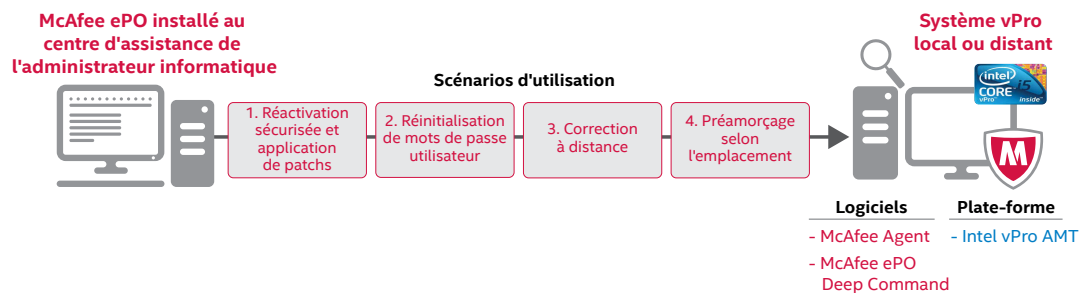 McAfee ePO installé au
centre d'assistance de
l'administrateur informatique
Scénarios d'utilisation
1. Réactivation
sécurisée et
application
de patchs
2. Réinitialisation
de mots de passe
utilisateur
3. Correction
à distance
4. Préamorçage
selon
l'emplacement
Système vPro
local ou distant
intel
CORE i5
vPro inside
M
Logiciels
- McAfee Agent
- McAfee ePO
Deep Command
Plate-forme
- Intel vPro AMT